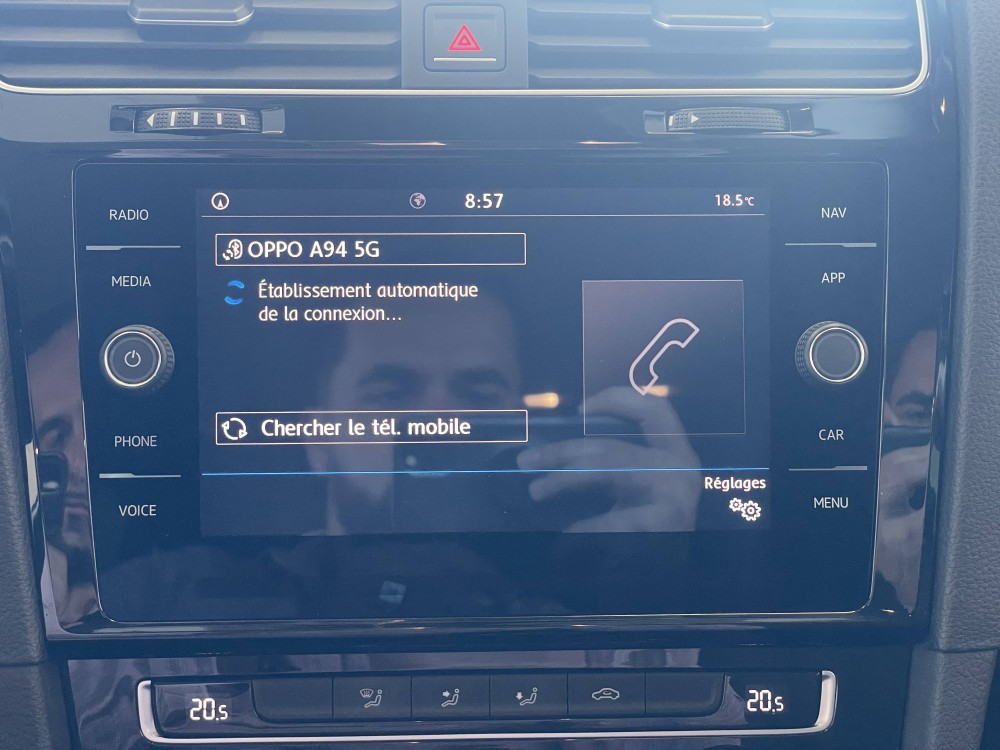 RADIO
MEDIA
PHONE
VOICE
8:57
18.5°C
OPPO A94 5G
Établissement automatique
de la connexion...
Chercher le tél. mobile
Réglages
NAV
APP
CAR
MENU
20.5
20.5